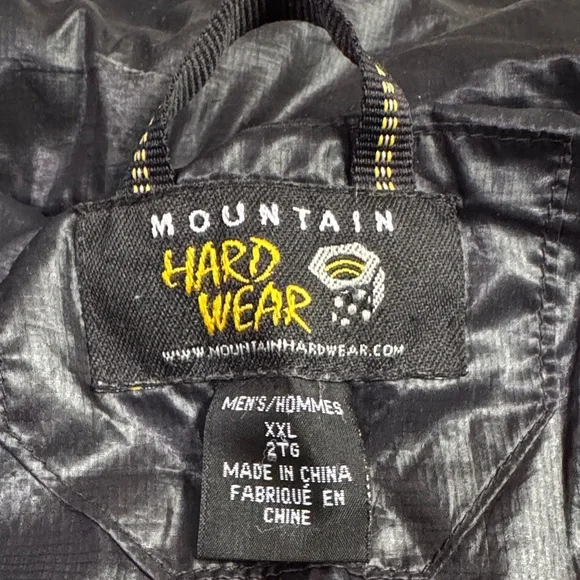 MOUNTAIN
HARD
WEAR
WWW.MOUNTAINHARDWEAR.COM
MEN'S/HOMMES
XXL
2TG
MADE IN CHINA
FABRIQUÉ EN
CHINE